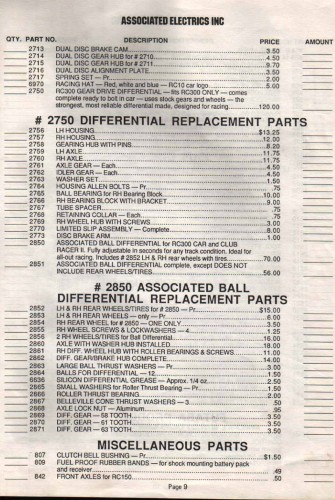 ASSOCIATED ELECTRICS INC
QTY. PART NO. DESCRIPTION PRICE AMOUNT
2713 DUAL DISC BRAKE CAM 3.50
2714 DUAL DISC GEAR HUB for # 2710 4.50
2715 DUAL DISC GEAR HUB for # 2711 9.70
2716 DUAL DISC ALIGNMENT PLATE 3.50
2717 SPRING SET — Pr. 2.00
6970 RACING HAT — Red, white and blue — RC10 car logo 6.00
2750 RC300 GEAR DRIVE DIFFERENTIAL — fits RC300 ONLY — comes
complete ready to bolt in car — uses stock gears and wheels — the
strongest, most reliable differential made, designed for racing 120.00
# 2750 DIFFERENTIAL REPLACEMENT PARTS
2756 LH HOUSING $13.25
2757 RH HOUSING 12.00
2758 GEARING HUB WITH PINS 8.20
2759 LH AXLE 11.75
2760 RH AXLE 11.75
2761 AXLE GEAR — Each 4.50
2762 IDLER GEAR — Each 4.50
2763 WASHER SET 1.50
2764 HOUSING ALLEN BOLTS — Pr. .75
2765 BALL BEARING for RH Bearing Block 10.00
2766 RH BEARING BLOCK WITH BRACKET 9.00
2767 TUBE SPACER .75
2768 RETAINING COLLAR — Each .75
2769 RH WHEEL HUB WITH SCREWS 3.00
2770 LIMITED SLIP ASSEMBLY — Complete 8.00
2773 DISC BRAKE ARM 1.00
2850 ASSOCIATED BALL DIFFERENTIAL for RC300 CAR and CLUB
RACER II. Fully adjustable in seconds for any track condition. Ideal for
all-out racing. Includes # 2852 LH & RH rear wheels with tires 70.00
2851 ASSOCIATED BALL DIFFERENTIAL complete, except DOES NOT
INCLUDE REAR WHEELS/TIRES 56.00
# 2850 ASSOCIATED BALL
DIFFERENTIAL REPLACEMENT PARTS
2852 LH & RH REAR WHEELS/TIRES for # 2850 — Pr. $15.00
2853 LH & RH REAR WHEELS — only — Pr. 6.00
2854 RH REAR WHEEL for # 2850 — ONE ONLY 3.50
2855 RH WHEEL SCREWS & LOCKWASHERS — 4 1.25
2856 2 RH WHEELS/TIRES for Ball Differential 16.00
2860 AXLE WITH WASHER HUB INSTALLED 18.00
2861 RH DIFF. WHEEL HUB WITH ROLLER BEARINGS & SCREWS 11.00
2862 DIFF. GEAR/BRAKE HUB COMPLETE 14.00
2863 LARGE BALL THRUST WASHERS — Pr. 3.00
2864 BALLS FOR DIFFERENTIAL — 12 1.50
6636 SILICON DIFFERENTIAL GREASE — Approx. 1/4 oz 2.50
2865 SMALL WASHERS for Roller Thrust Bearing — Pr. 1.50
2866 ROLLER THRUST BEARING 2.00
2867 BELLEVILLE CONE THRUST WASHERS — 3 .50
2868 AXLE LOCK NUT — Aluminum .95
2869 DIFF. GEAR — 58 TOOTH 3.50
2870 DIFF. GEAR — 61 TOOTH 3.50
2871 DIFF. GEAR — 63 TOOTH 3.50
MISCELLANEOUS PARTS
807 CLUTCH BELL BUSHING — Pr. $1.50
809 FUEL PROOF RUBBER BANDS — for shock mounting battery pack
and receiver .49
842 FRONT AXLES for RC150 .50
Page 9